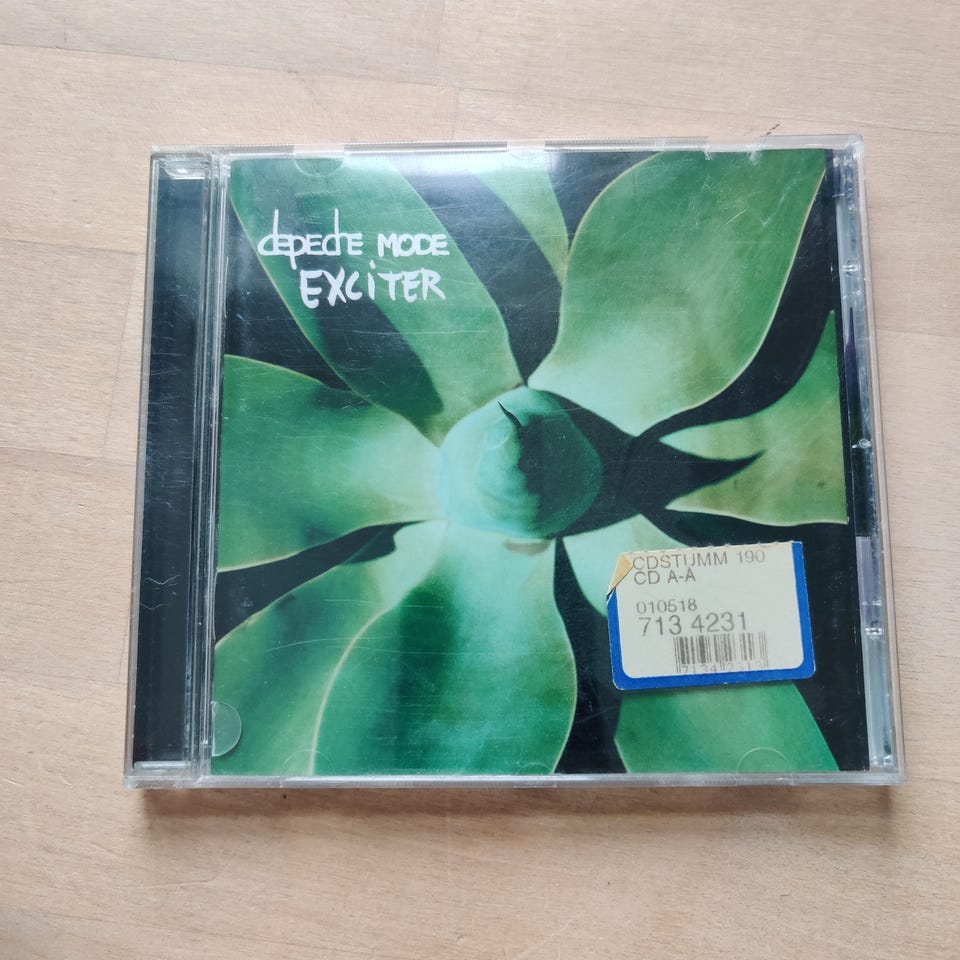 depeche MODE
EXCiTER
CDSTUMM 190
CD A-A
010518
713 4231